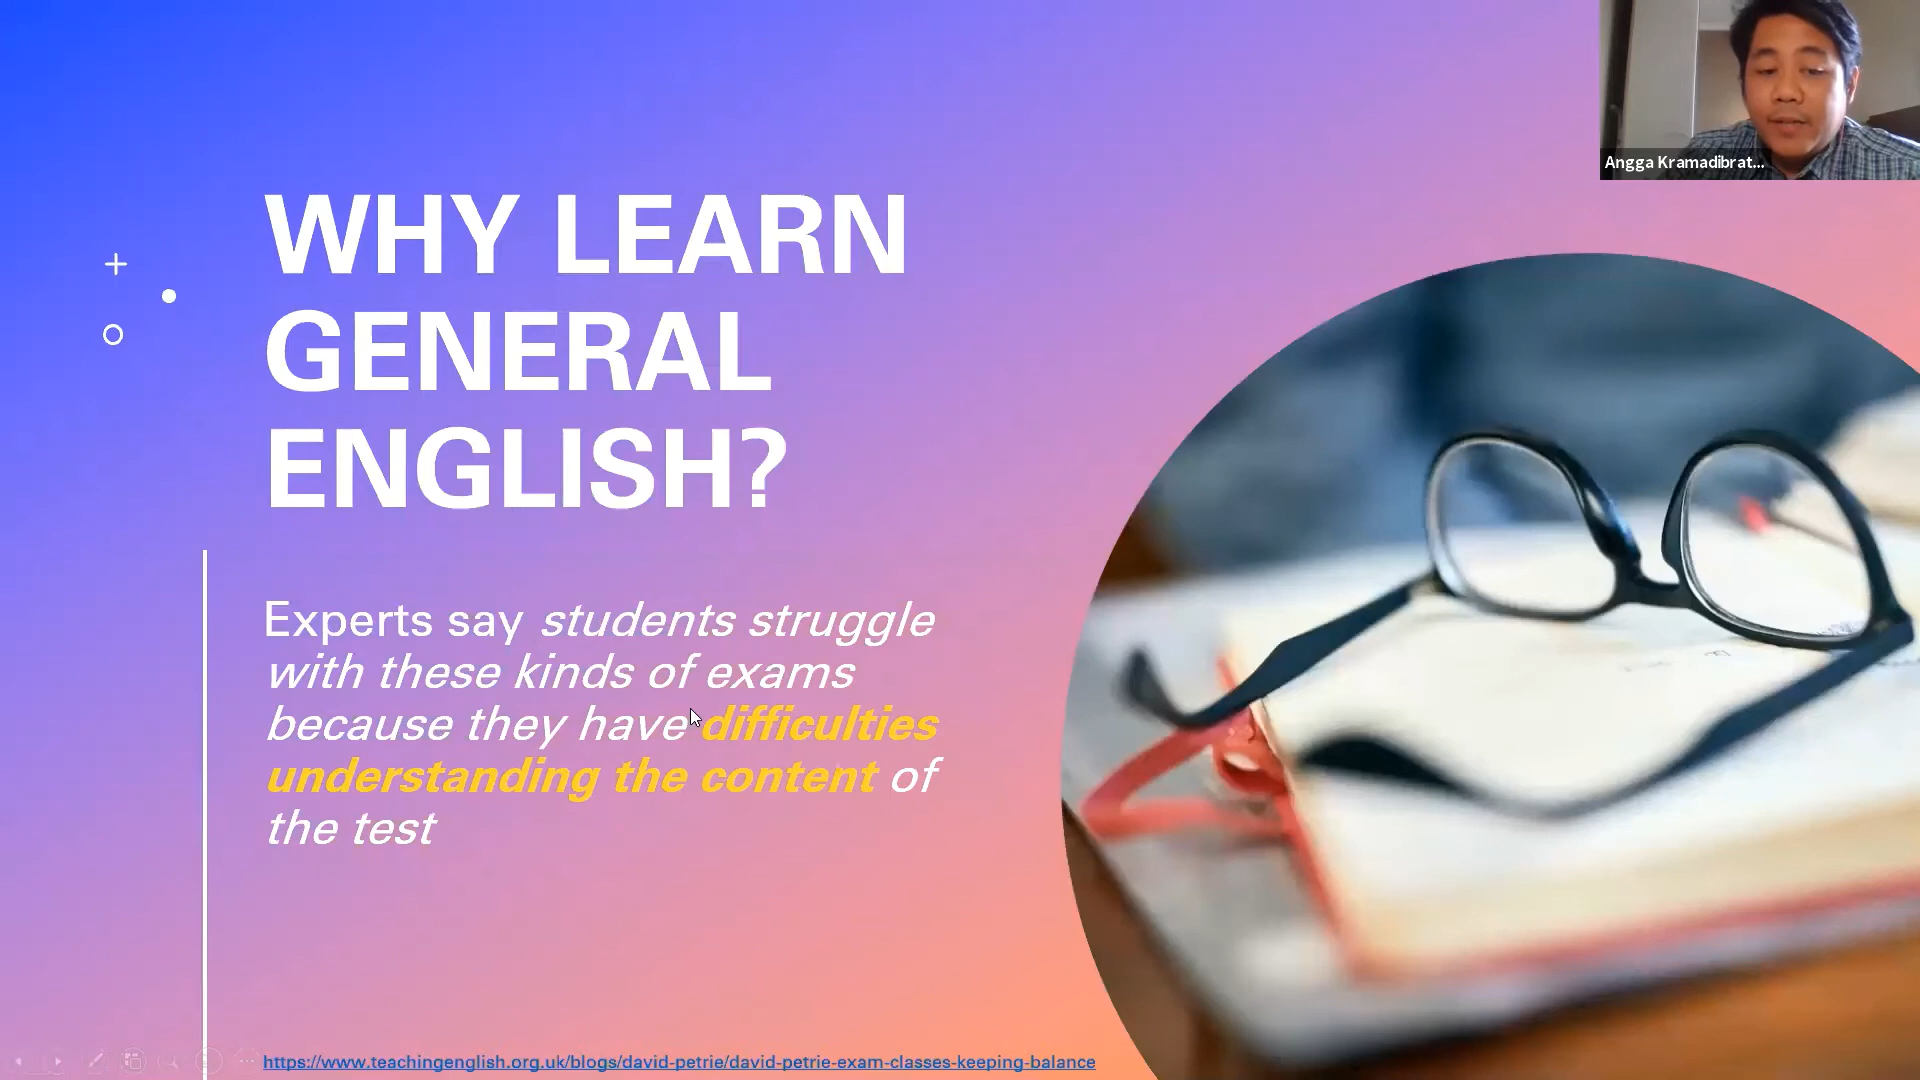 Angga Kramadibrat...
WHY LEARN
GENERAL
ENGLISH?
Experts say students struggle
with these kinds of exams
because they have difficulties
understanding the content of
the test
https://www.teachingenglish.org.uk/blogs/david-petrie/david-petrie-exam-classes-keeping-balance